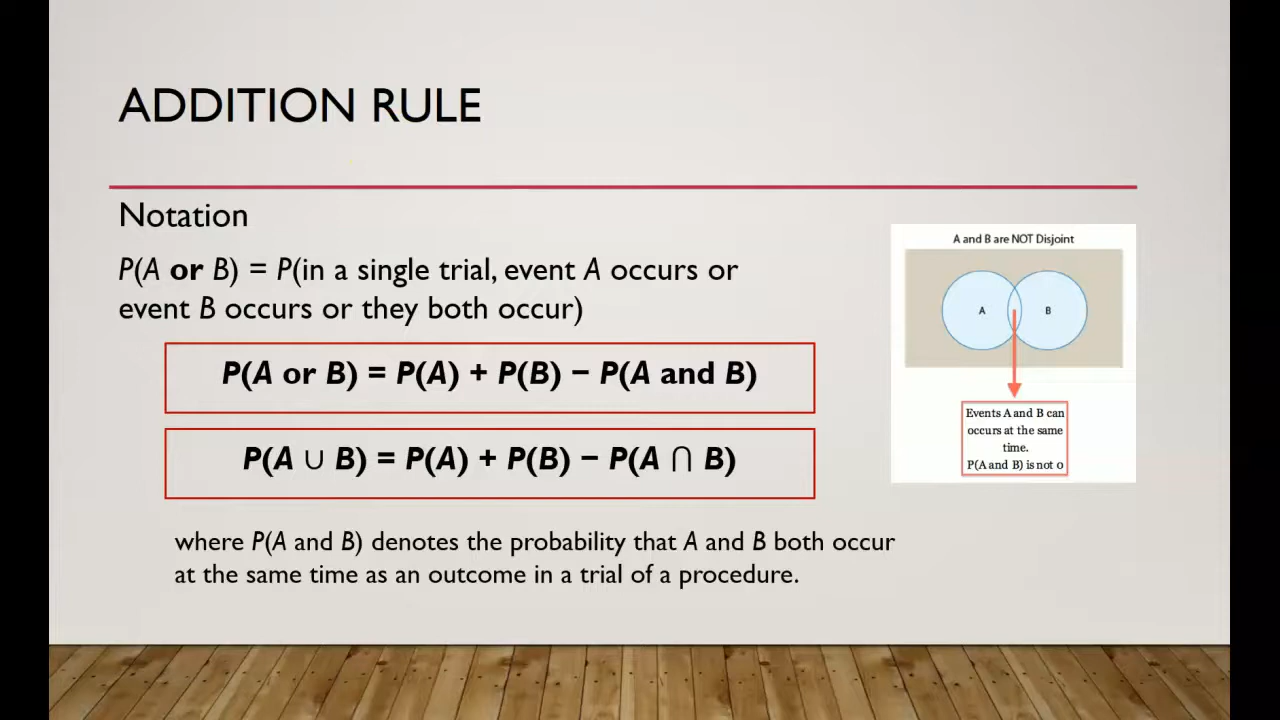 ADDITION RULE
Notation
P(A or B) = P(in a single trial, event A occurs or
event B occurs or they both occur)
P(A or B) = P(A) + P(B) − P(A and B)
P(A ∪ B) = P(A) + P(B) − P(A ⋂ B)
where P(A and B) denotes the probability that A and B both occur
at the same time as an outcome in a trial of a procedure.
A and B are NOT Disjoint
A B
Events A and B can
occurs at the same
time.
P(A and B) is not 0